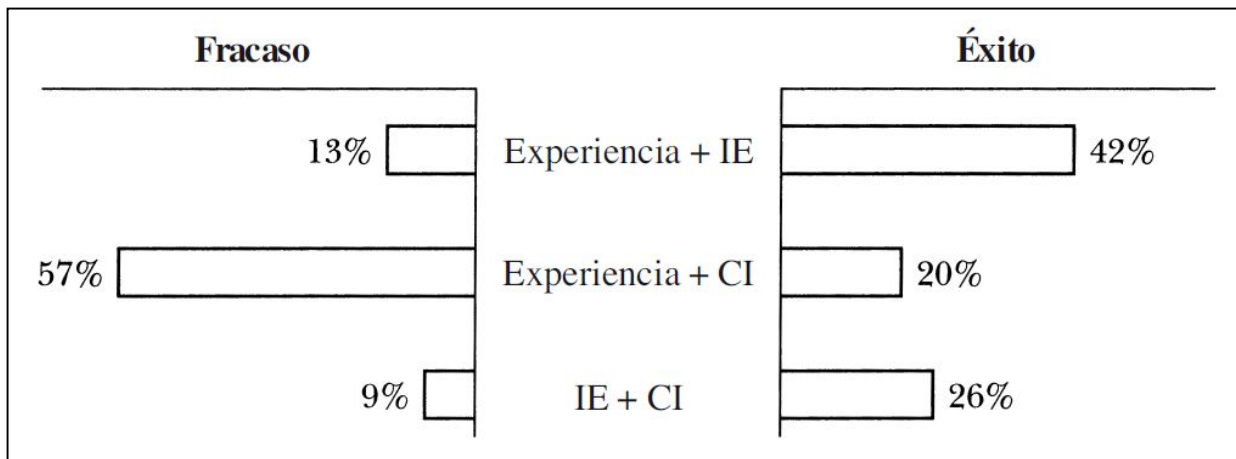 Fracaso Éxito
13% Experiencia + IE 42%
57% Experiencia + CI 20%
9% IE + CI 26%